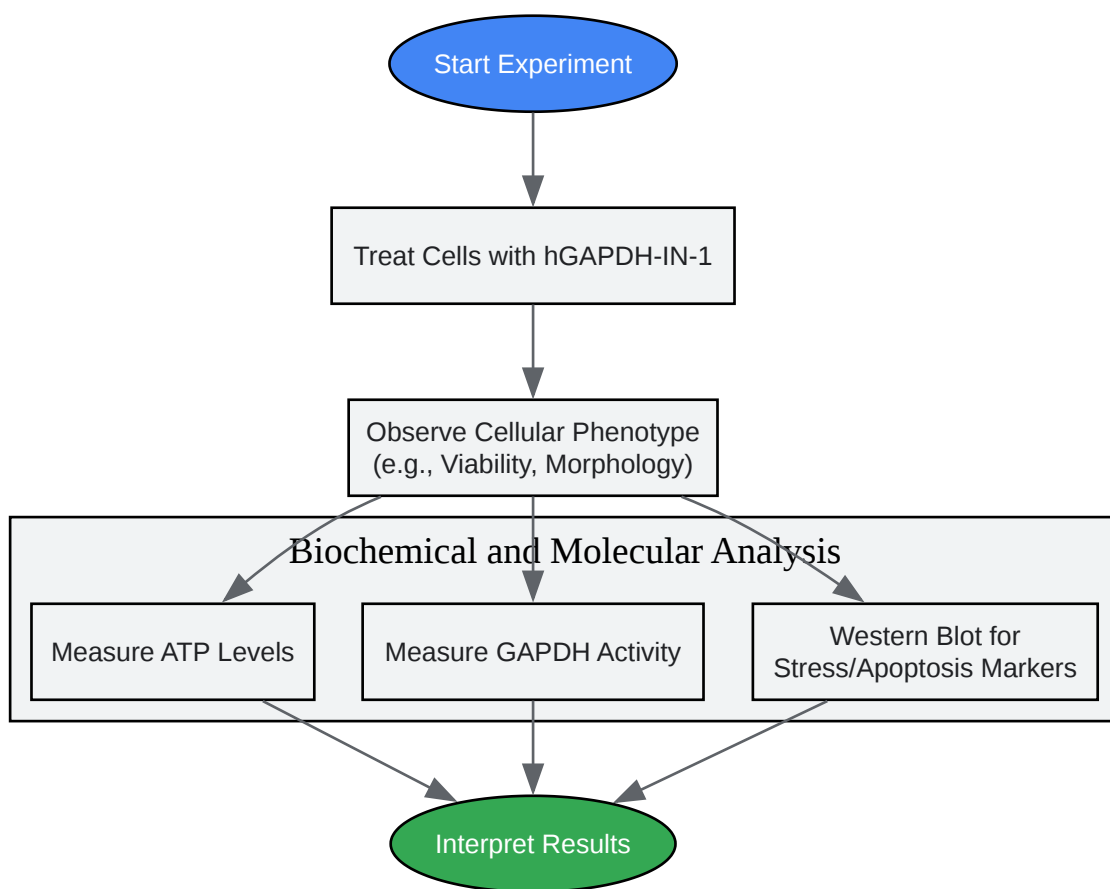 Start Experiment
Treat Cells with hGAPDH-IN-1
Observe Cellular Phenotype
(e.g., Viability, Morphology)
Biochemical and Molecular Analysis
Measure ATP Levels
Measure GAPDH Activity
Western Blot for
Stress/Apoptosis Markers
Interpret Results